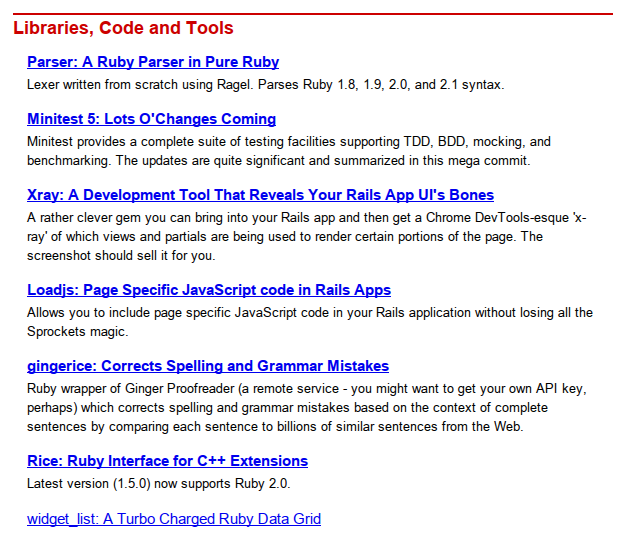 Libraries, Code and Tools
Parser: A Ruby Parser in Pure Ruby
Lexer written from scratch using Ragel. Parses Ruby 1.8, 1.9, 2.0, and 2.1 syntax.
Minitest 5: Lots O'Changes Coming
Minitest provides a complete suite of testing facilities supporting TDD, BDD, mocking, and
benchmarking. The updates are quite significant and summarized in this mega commit.
Xray: A Development Tool That Reveals Your Rails App UI's Bones
A rather clever gem you can bring into your Rails app and then get a Chrome DevTools-esque 'x-
ray' of which views and partials are being used to render certain portions of the page. The
screenshot should sell it for you.
Loadjs: Page Specific JavaScript code in Rails Apps
Allows you to include page specific JavaScript code in your Rails application without losing all the
Sprockets magic.
gingerice: Corrects Spelling and Grammar Mistakes
Ruby wrapper of Ginger Proofreader (a remote service - you might want to get your own API key,
perhaps) which corrects spelling and grammar mistakes based on the context of complete
sentences by comparing each sentence to billions of similar sentences from the Web.
Rice: Ruby Interface for C++ Extensions
Latest version (1.5.0) now supports Ruby 2.0.
widget_list: A Turbo Charged Ruby Data Grid